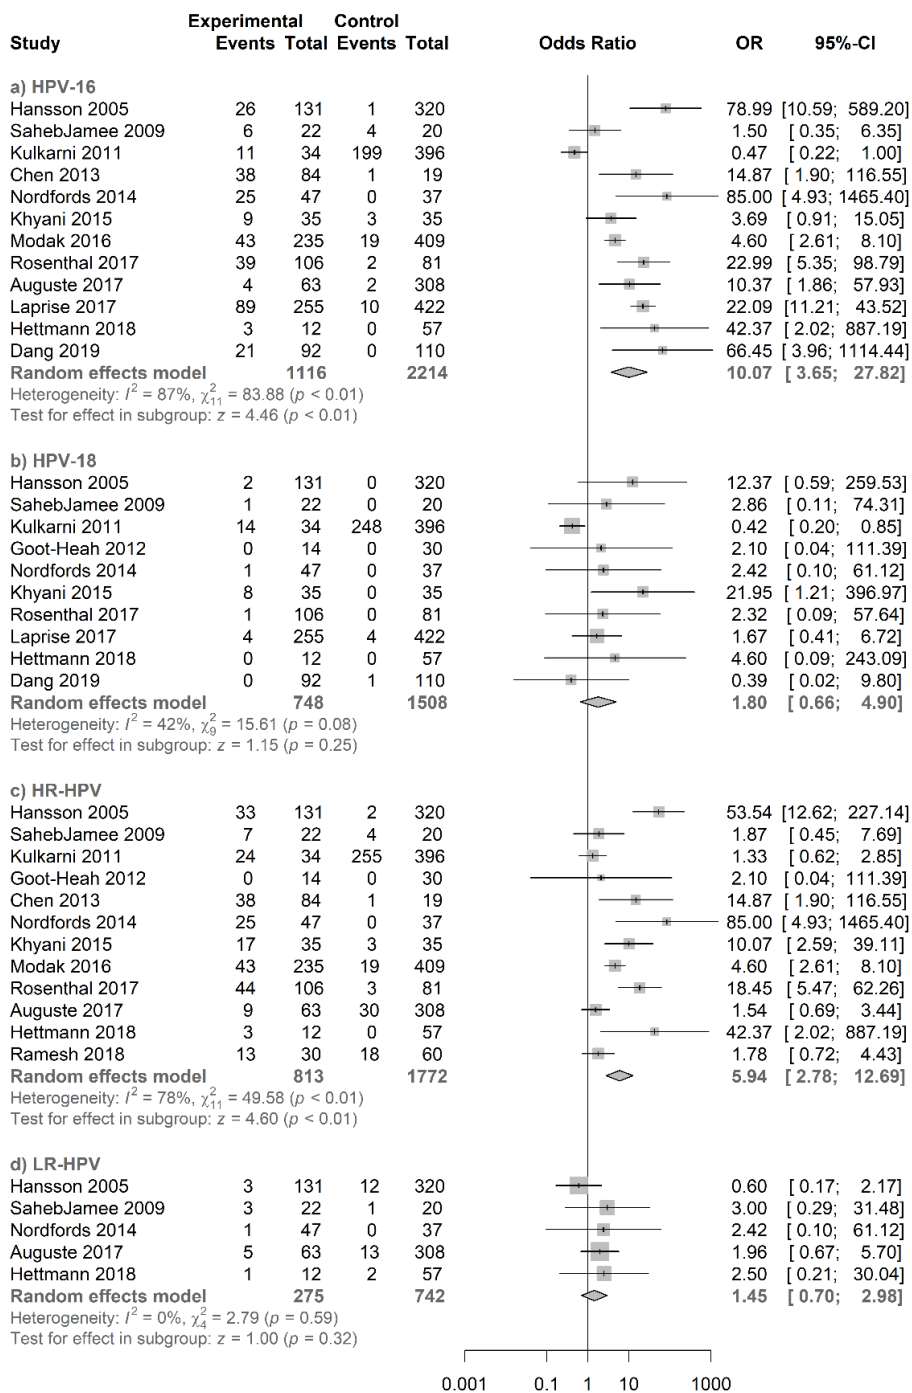 Experimental Control
Study Events Total Events Total Odds Ratio OR 95%-CI
a) HPV-16
Hansson 2005 26 131 1 320 78.99 [10.59; 589.20]
SahebJamee 2009 6 22 4 20 1.50 [ 0.35; 6.35]
Kulkarni 2011 11 34 199 396 0.47 [ 0.22; 1.00]
Chen 2013 38 84 1 19 14.87 [ 1.90; 116.55]
Nordfords 2014 25 47 0 37 85.00 [ 4.93; 1465.40]
Khyani 2015 9 35 3 35 3.69 [ 0.91; 15.05]
Modak 2016 43 235 19 409 4.60 [ 2.61; 8.10]
Rosenthal 2017 39 106 2 81 22.99 [ 5.35; 98.79]
Auguste 2017 4 63 2 308 10.37 [ 1.86; 57.93]
Laprise 2017 89 255 10 422 22.09 [11.21; 43.52]
Hettmann 2018 3 12 0 57 42.37 [ 2.02; 887.19]
Dang 2019 21 92 0 110 66.45 [ 3.96; 1114.44]
Random effects model 1116 2214 10.07 [ 3.65; 27.82]
Heterogeneity: I² = 87%, χ²₁₁ = 83.88 (p < 0.01)
Test for effect in subgroup: z = 4.46 (p < 0.01)
b) HPV-18
Hansson 2005 2 131 0 320 12.37 [ 0.59; 259.53]
SahebJamee 2009 1 22 0 20 2.86 [ 0.11; 74.31]
Kulkarni 2011 14 34 248 396 0.42 [ 0.20; 0.85]
Goot-Heah 2012 0 14 0 30 2.10 [ 0.04; 111.39]
Nordfords 2014 1 47 0 37 2.42 [ 0.10; 61.12]
Khyani 2015 8 35 0 35 21.95 [ 1.21; 396.97]
Rosenthal 2017 1 106 0 81 2.32 [ 0.09; 57.64]
Laprise 2017 4 255 4 422 1.67 [ 0.41; 6.72]
Hettmann 2018 0 12 0 57 4.60 [ 0.09; 243.09]
Dang 2019 0 92 1 110 0.39 [ 0.02; 9.80]
Random effects model 748 1508 1.80 [ 0.66; 4.90]
Heterogeneity: I² = 42%, χ²₉ = 15.61 (p = 0.08)
Test for effect in subgroup: z = 1.15 (p = 0.25)
c) HR-HPV
Hansson 2005 33 131 2 320 53.54 [12.62; 227.14]
SahebJamee 2009 7 22 4 20 1.87 [ 0.45; 7.69]
Kulkarni 2011 24 34 255 396 1.33 [ 0.62; 2.85]
Goot-Heah 2012 0 14 0 30 2.10 [ 0.04; 111.39]
Chen 2013 38 84 1 19 14.87 [ 1.90; 116.55]
Nordfords 2014 25 47 0 37 85.00 [ 4.93; 1465.40]
Khyani 2015 17 35 3 35 10.07 [ 2.59; 39.11]
Modak 2016 43 235 19 409 4.60 [ 2.61; 8.10]
Rosenthal 2017 44 106 3 81 18.45 [ 5.47; 62.26]
Auguste 2017 9 63 30 308 1.54 [ 0.69; 3.44]
Hettmann 2018 3 12 0 57 42.37 [ 2.02; 887.19]
Ramesh 2018 13 30 18 60 1.78 [ 0.72; 4.43]
Random effects model 813 1772 5.94 [ 2.78; 12.69]
Heterogeneity: I² = 78%, χ²₁₁ = 49.58 (p < 0.01)
Test for effect in subgroup: z = 4.60 (p < 0.01)
d) LR-HPV
Hansson 2005 3 131 12 320 0.60 [ 0.17; 2.17]
SahebJamee 2009 3 22 1 20 3.00 [ 0.29; 31.48]
Nordfords 2014 1 47 0 37 2.42 [ 0.10; 61.12]
Auguste 2017 5 63 13 308 1.96 [ 0.67; 5.70]
Hettmann 2018 1 12 2 57 2.50 [ 0.21; 30.04]
Random effects model 275 742 1.45 [ 0.70; 2.98]
Heterogeneity: I² = 0%, χ²₄ = 2.79 (p = 0.59)
Test for effect in subgroup: z = 1.00 (p = 0.32)
0.001 0.1 1 10 1000